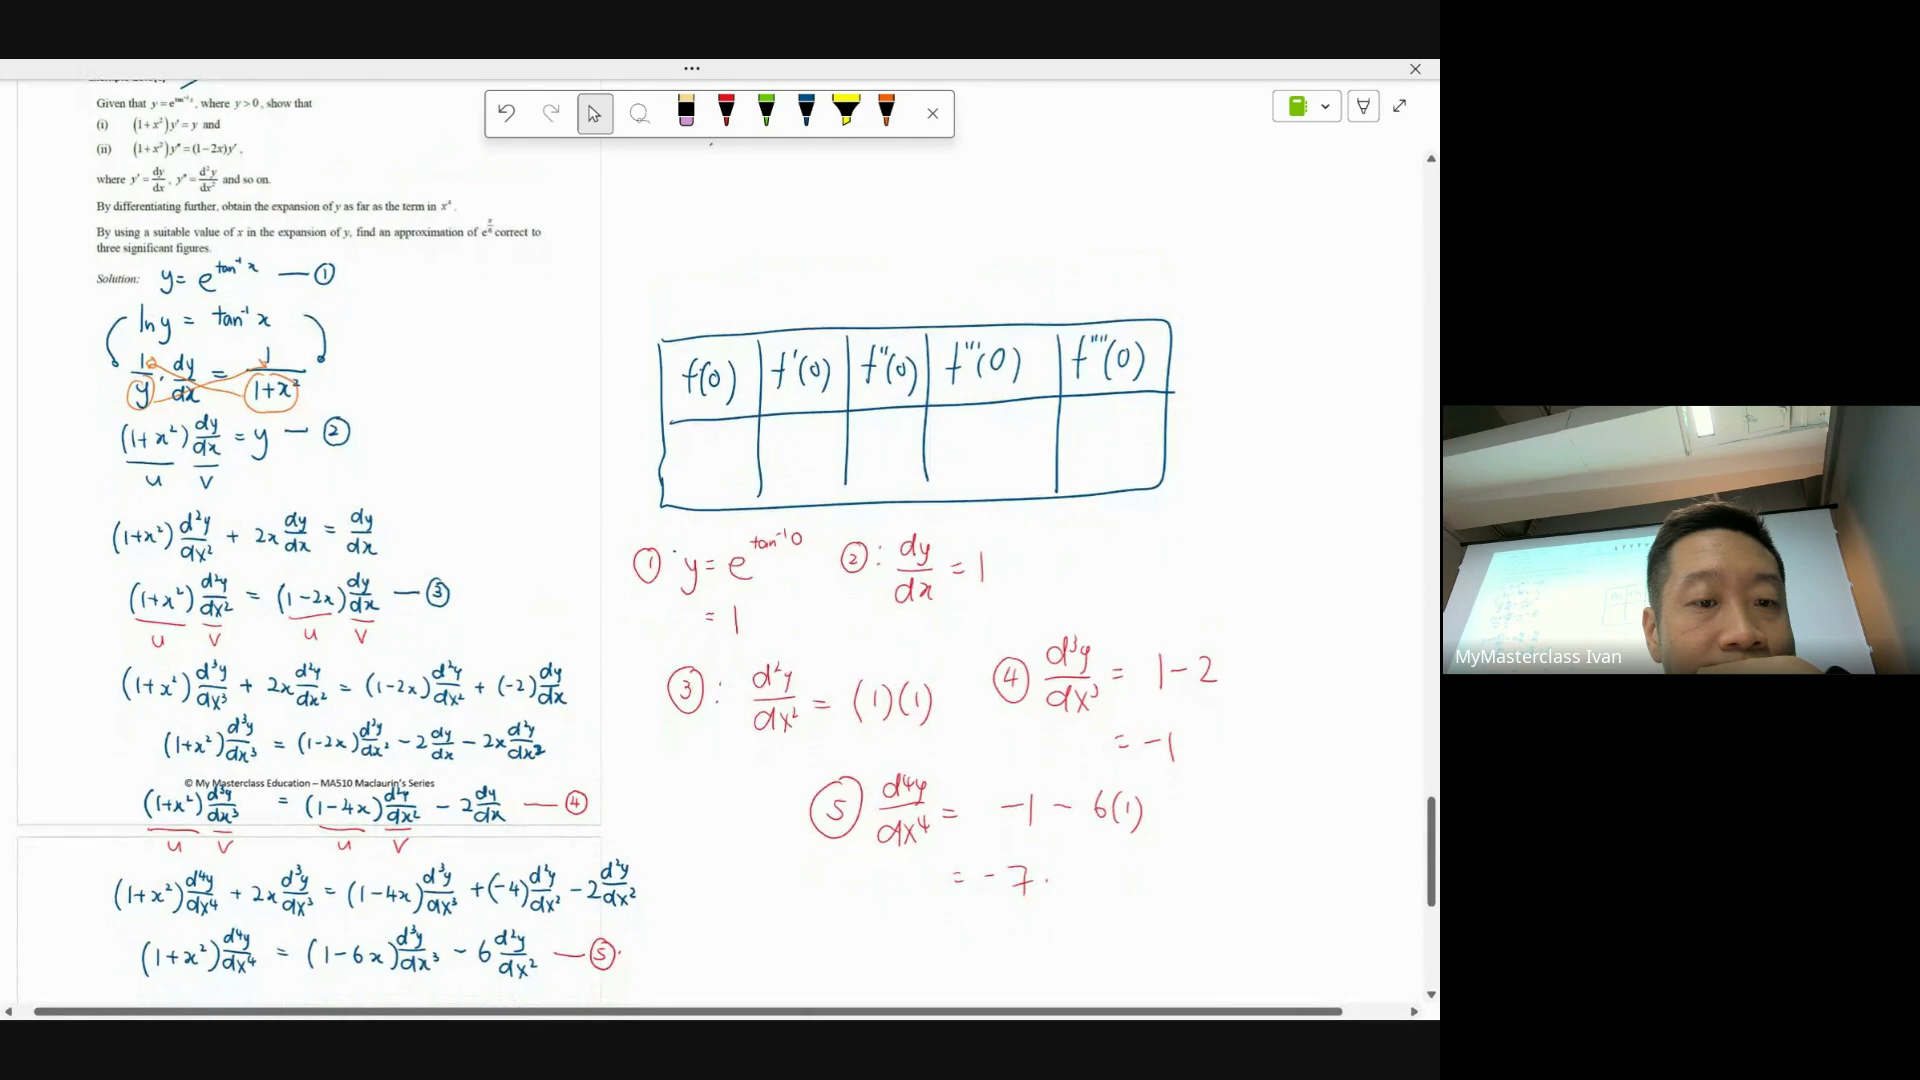 Given that y = e^{tan⁻¹x}, where y > 0, show that
(i) (1+x²)y' = y and
(ii) (1+x²)y" = (1−2x)y',
where y' = dy/dx, y" = d²y/dx² and so on.
By differentiating further, obtain the expansion of y as far as the term in x⁴.
By using a suitable value of x in the expansion of y, find an approximation of e^{π/6} correct to
three significant figures.
Solution: y = e^{tan⁻¹ x} — ①
ln y = tan⁻¹ x
1/y · dy/dx = 1/(1+x²)
(1+x²) dy/dx = y — ②
u v
(1+x²) d²y/dx² + 2x dy/dx = dy/dx
(1+x²) d²y/dx² = (1−2x) dy/dx — ③
u v u v
(1+x²) d³y/dx³ + 2x d²y/dx² = (1−2x) d²y/dx² + (−2) dy/dx
(1+x²) d³y/dx³ = (1−2x) d²y/dx² − 2 dy/dx − 2x d²y/dx²
© My Masterclass Education – MA510 Maclaurin's Series
(1+x²) d³y/dx³ = (1−4x) d²y/dx² − 2 dy/dx — ④
u v u v
(1+x²) d⁴y/dx⁴ + 2x d³y/dx³ = (1−4x) d³y/dx³ + (−4) d²y/dx² − 2 d²y/dx²
(1+x²) d⁴y/dx⁴ = (1−6x) d³y/dx³ − 6 d²y/dx² — ⑤
f(0) f'(0) f''(0) f'''(0) f''''(0)
① y = e^{tan⁻¹0}
= 1
② : dy/dx = 1
③ : d²y/dx² = (1)(1)
④ d³y/dx³ = 1−2
= −1
⑤ d⁴y/dx⁴ = −1 − 6(1)
= −7.
MyMasterclass Ivan